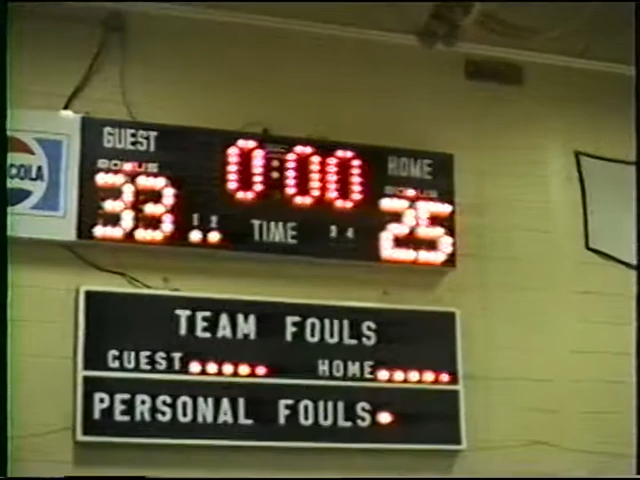 GUEST
BONUS
33
1 2
0:00
TIME
3 4
HOME
BONUS
25
COLA
TEAM FOULS
GUEST HOME
PERSONAL FOULS